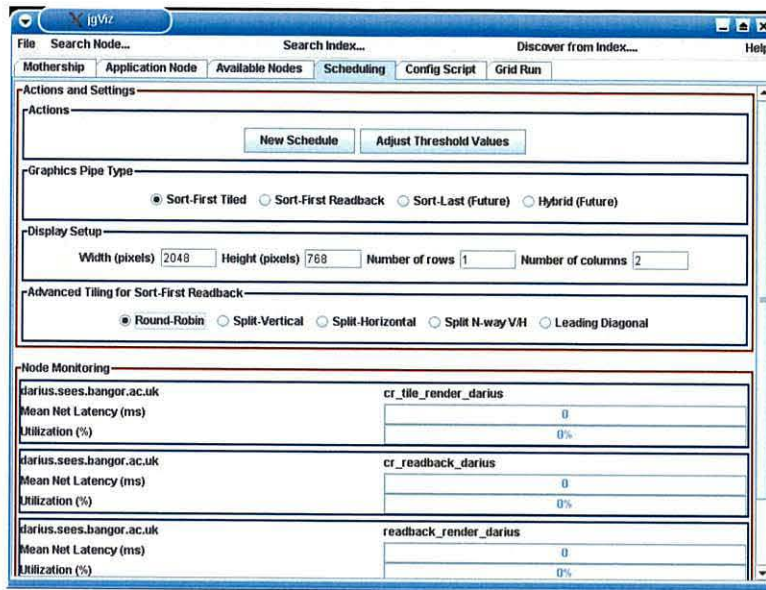 jgViz
File Search Node... Search Index... Discover from Index.... Help
Mothership Application Node Available Nodes Scheduling Config Script Grid Run
Actions and Settings
Actions
New Schedule Adjust Threshold Values
Graphics Pipe Type
Sort-First Tiled Sort-First Readback Sort-Last (Future) Hybrid (Future)
Display Setup
Width (pixels) 2048 Height (pixels) 768 Number of rows 1 Number of columns 2
Advanced Tiling for Sort-First Readback
Round-Robin Split-Vertical Split-Horizontal Split N-way V/H Leading Diagonal
Node Monitoring
darius.sees.bangor.ac.uk cr_tile_render_darius
Mean Net Latency (ms) 0
Utilization (%) 0%
darius.sees.bangor.ac.uk cr_readback_darius
Mean Net Latency (ms) 0
Utilization (%) 0%
darius.sees.bangor.ac.uk readback_render_darius
Mean Net Latency (ms) 0
Utilization (%) 0%